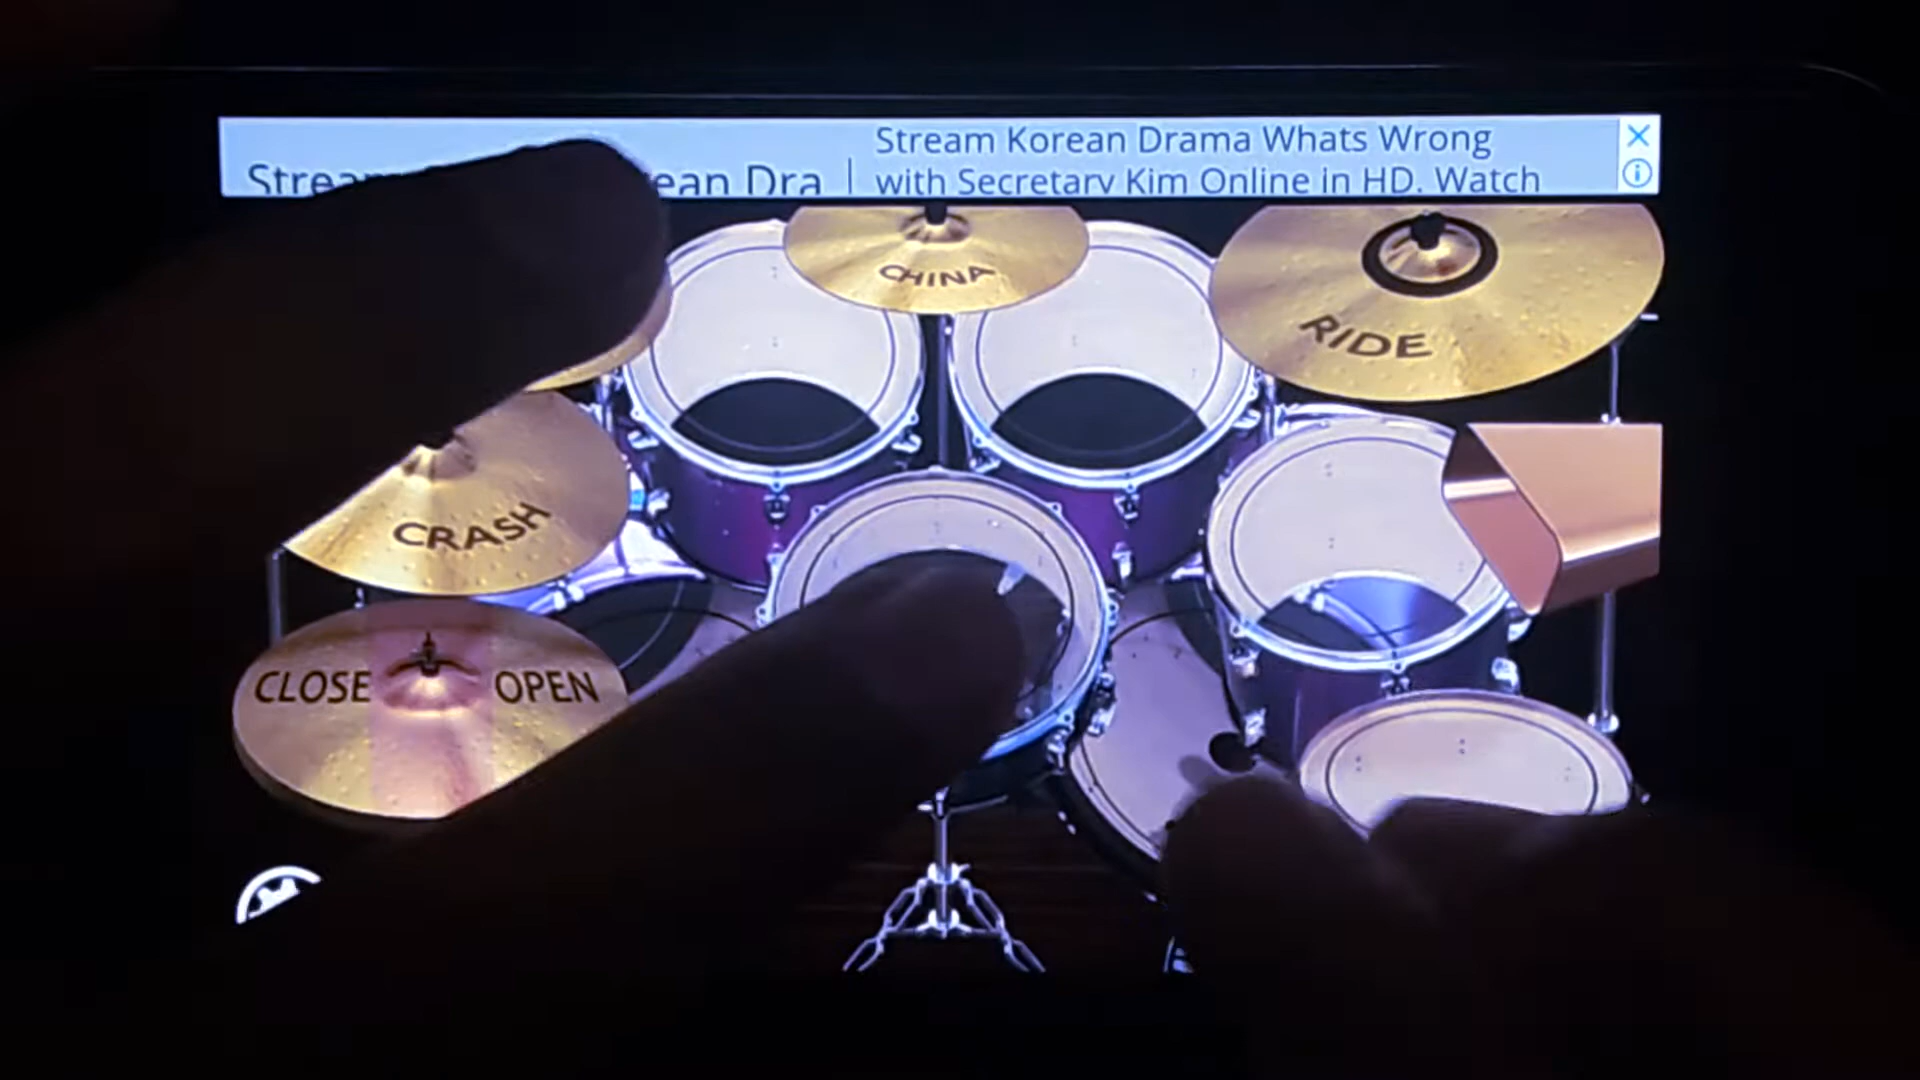 Stream Korean Drama Whats Wrong
ean Dra | with Secretary Kim Online in HD. Watch
CHINA
RIDE
CRASH
CLOSE OPEN